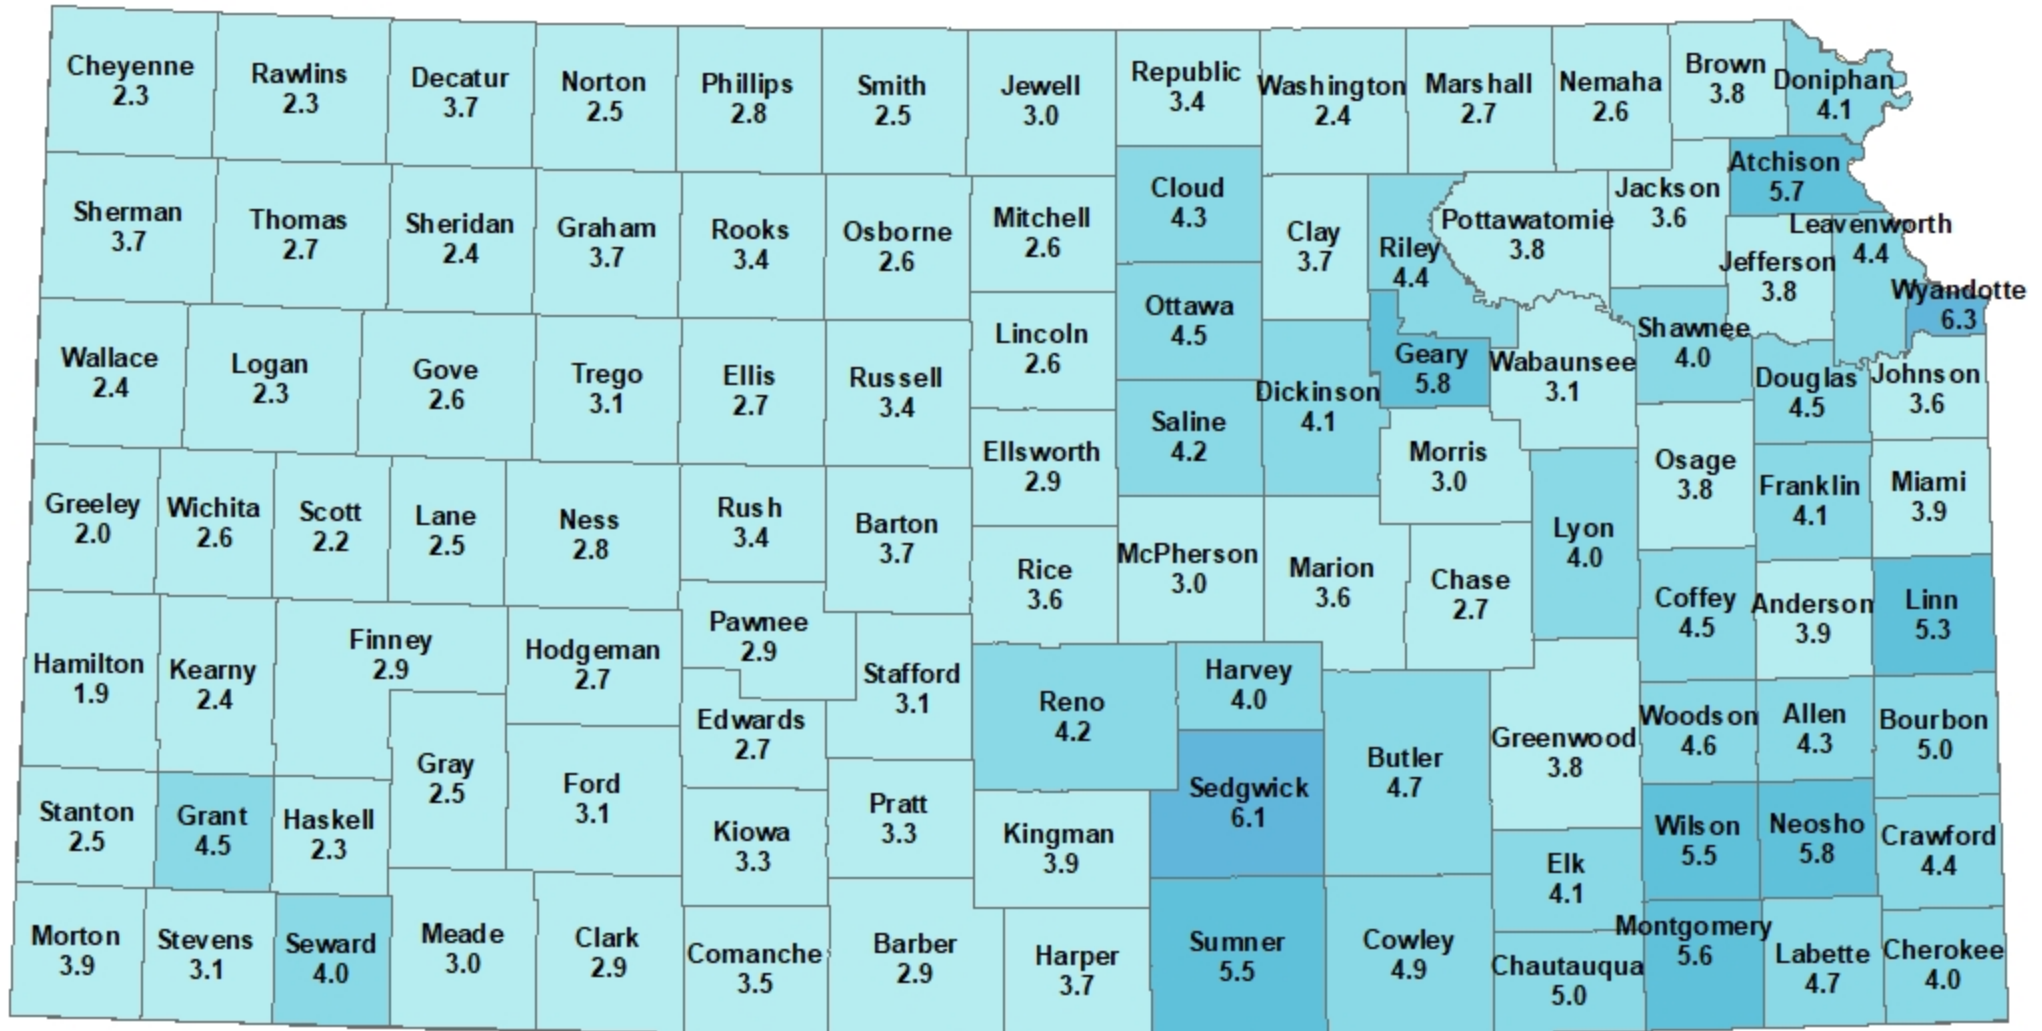 Cheyenne
2.3
Rawlins
2.3
Decatur
3.7
Norton
2.5
Phillips
2.8
Smith
2.5
Jewell
3.0
Republic
3.4
Washington
2.4
Marshall
2.7
Nemaha
2.6
Brown
3.8
Doniphan
4.1
Atchison
5.7
Sherman
3.7
Thomas
2.7
Sheridan
2.4
Graham
3.7
Rooks
3.4
Osborne
2.6
Mitchell
2.6
Cloud
4.3
Clay
3.7
Riley
4.4
Pottawatomie
3.8
Jackson
3.6
Jefferson
3.8
Leavenworth
4.4
Wyandotte
6.3
Wallace
2.4
Logan
2.3
Gove
2.6
Trego
3.1
Ellis
2.7
Russell
3.4
Lincoln
2.6
Ottawa
4.5
Saline
4.2
Dickinson
4.1
Geary
5.8
Wabaunsee
3.1
Shawnee
4.0
Douglas
4.5
Johnson
3.6
Greeley
2.0
Wichita
2.6
Scott
2.2
Lane
2.5
Ness
2.8
Rush
3.4
Barton
3.7
Ellsworth
2.9
Rice
3.6
McPherson
3.0
Marion
3.6
Morris
3.0
Chase
2.7
Lyon
4.0
Osage
3.8
Franklin
4.1
Miami
3.9
Hamilton
1.9
Kearny
2.4
Finney
2.9
Hodgeman
2.7
Pawnee
2.9
Stafford
3.1
Reno
4.2
Harvey
4.0
Coffey
4.5
Anderson
3.9
Linn
5.3
Gray
2.5
Ford
3.1
Edwards
2.7
Sedgwick
6.1
Butler
4.7
Greenwood
3.8
Woodson
4.6
Allen
4.3
Bourbon
5.0
Stanton
2.5
Grant
4.5
Haskell
2.3
Kiowa
3.3
Pratt
3.3
Kingman
3.9
Elk
4.1
Wilson
5.5
Neosho
5.8
Crawford
4.4
Morton
3.9
Stevens
3.1
Seward
4.0
Meade
3.0
Clark
2.9
Comanche
3.5
Barber
2.9
Harper
3.7
Sumner
5.5
Cowley
4.9
Chautauqua
5.0
Montgomery
5.6
Labette
4.7
Cherokee
4.0